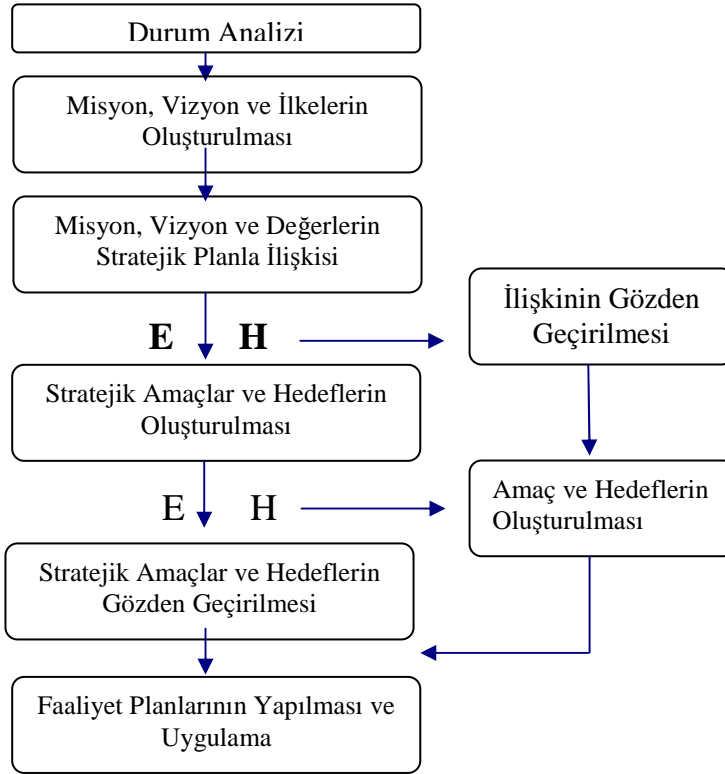 Durum Analizi
Misyon, Vizyon ve İlkelerin
Oluşturulması
Misyon, Vizyon ve Değerlerin
Stratejik Planla İlişkisi
E H
İlişkinin Gözden
Geçirilmesi
Stratejik Amaçlar ve Hedeflerin
Oluşturulması
E H
Amaç ve Hedeflerin
Oluşturulması
Stratejik Amaçlar ve Hedeflerin
Gözden Geçirilmesi
Faaliyet Planlarının Yapılması ve
Uygulama